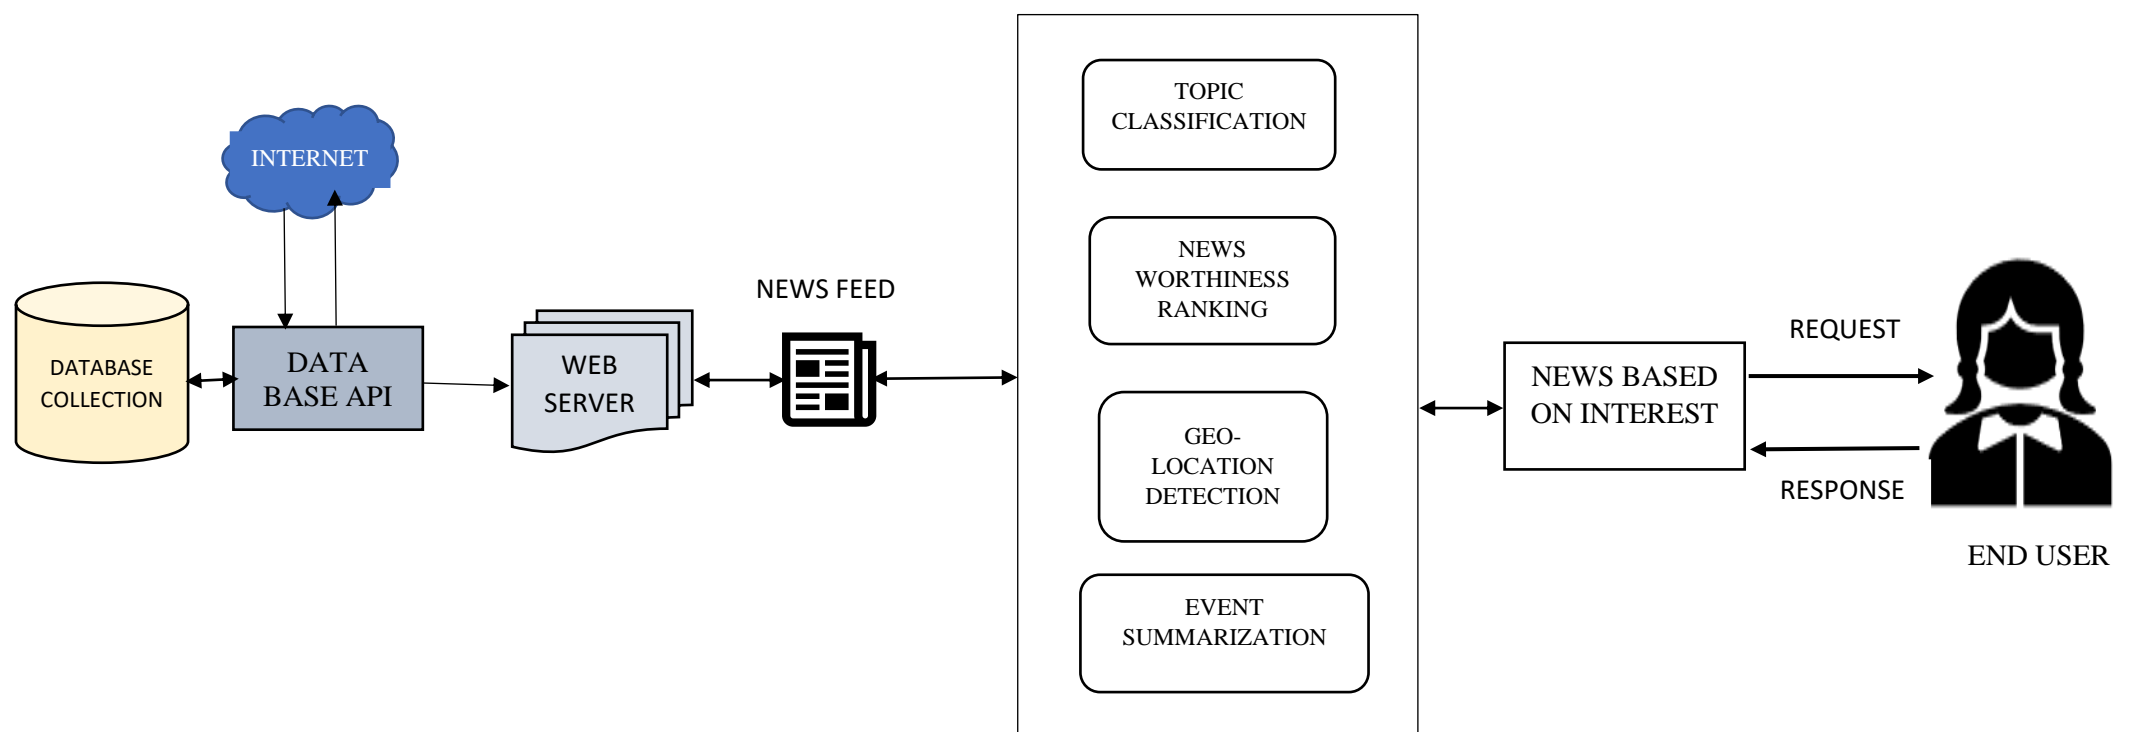 INTERNET
DATABASE
COLLECTION
DATA
BASE API
WEB
SERVER
NEWS FEED
TOPIC
CLASSIFICATION
NEWS
WORTHINESS
RANKING
GEO-
LOCATION
DETECTION
EVENT
SUMMARIZATION
NEWS BASED
ON INTEREST
REQUEST
RESPONSE
END USER